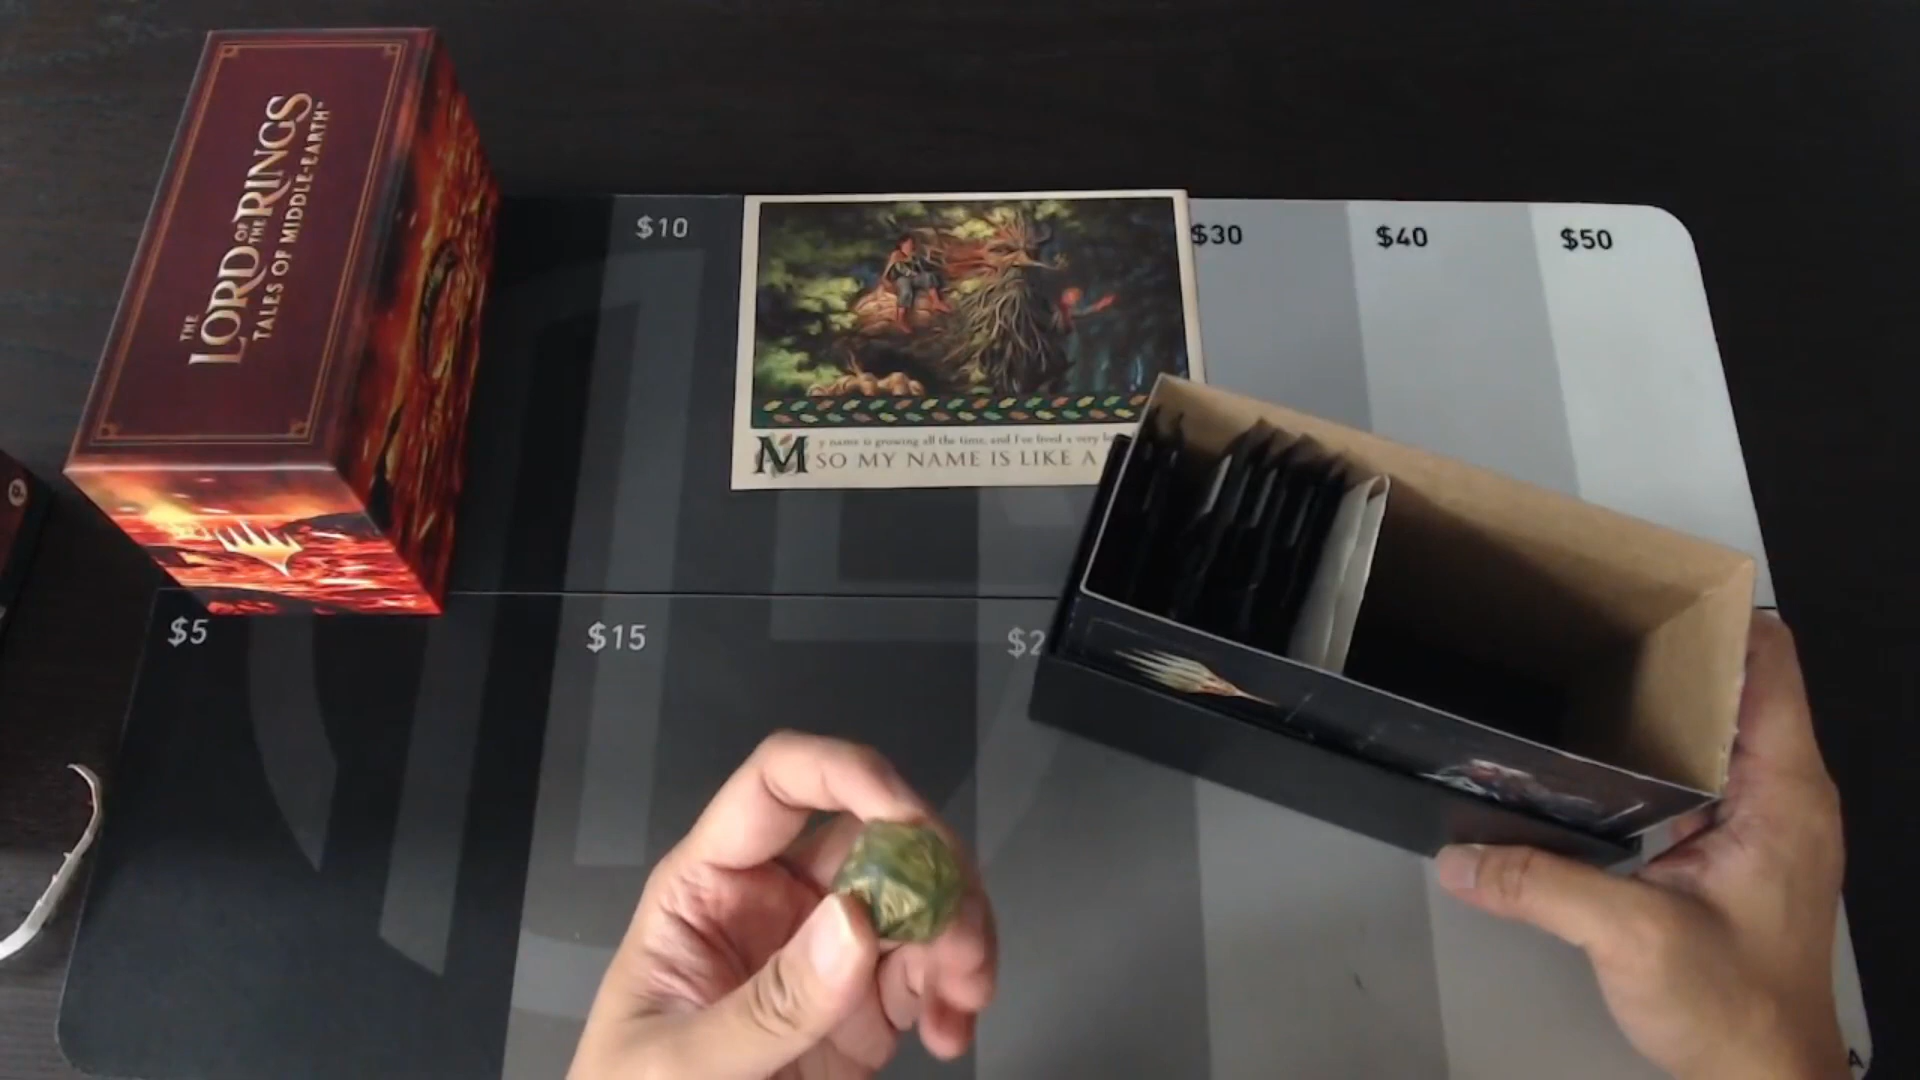 THE
LORD OF THE RINGS
TALES OF MIDDLE-EARTH
$10
$30
$40
$50
My name is growing all the time, and I've lived a very
SO MY NAME IS LIKE A
$5
$15